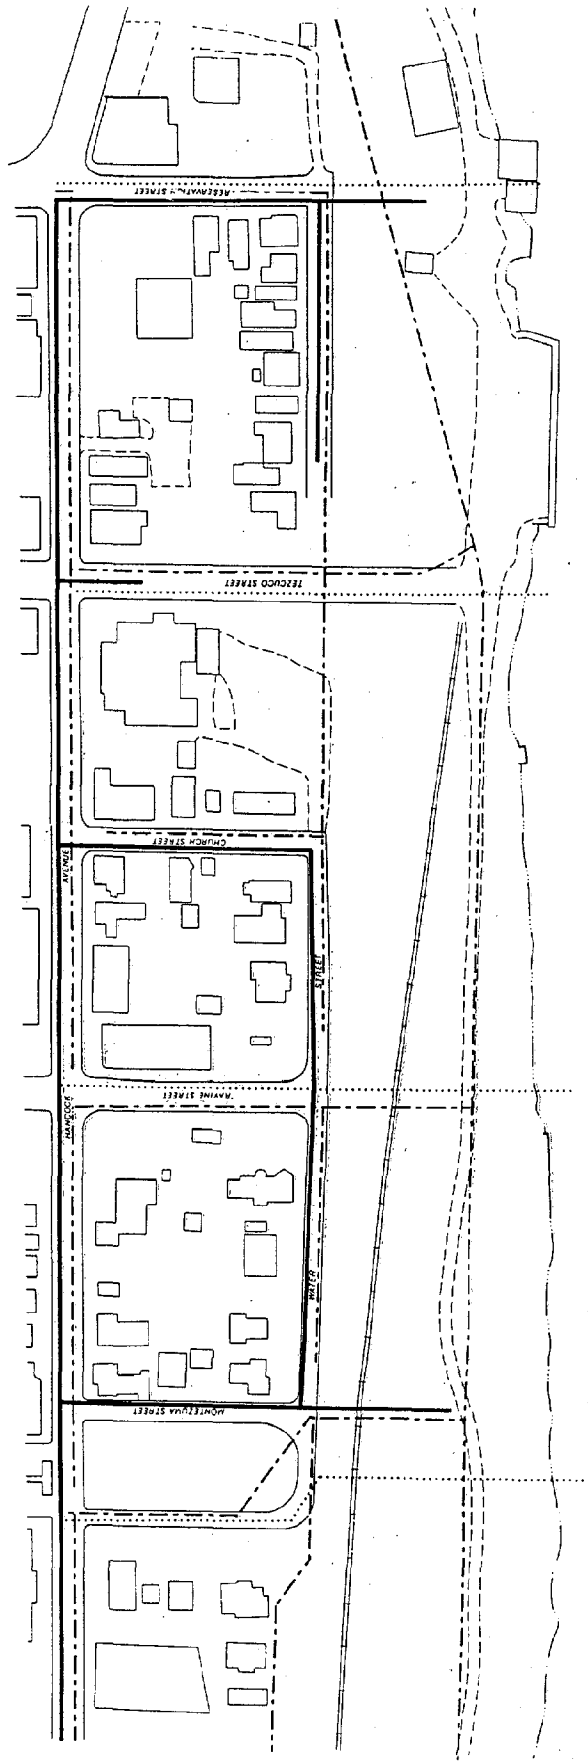 RESERVATION STREET
TEZCUCO STREET
CHURCH STREET
AVENUE
STREET
RAVINE STREET
HANCOCK
WATER
MONTEZUMA STREET